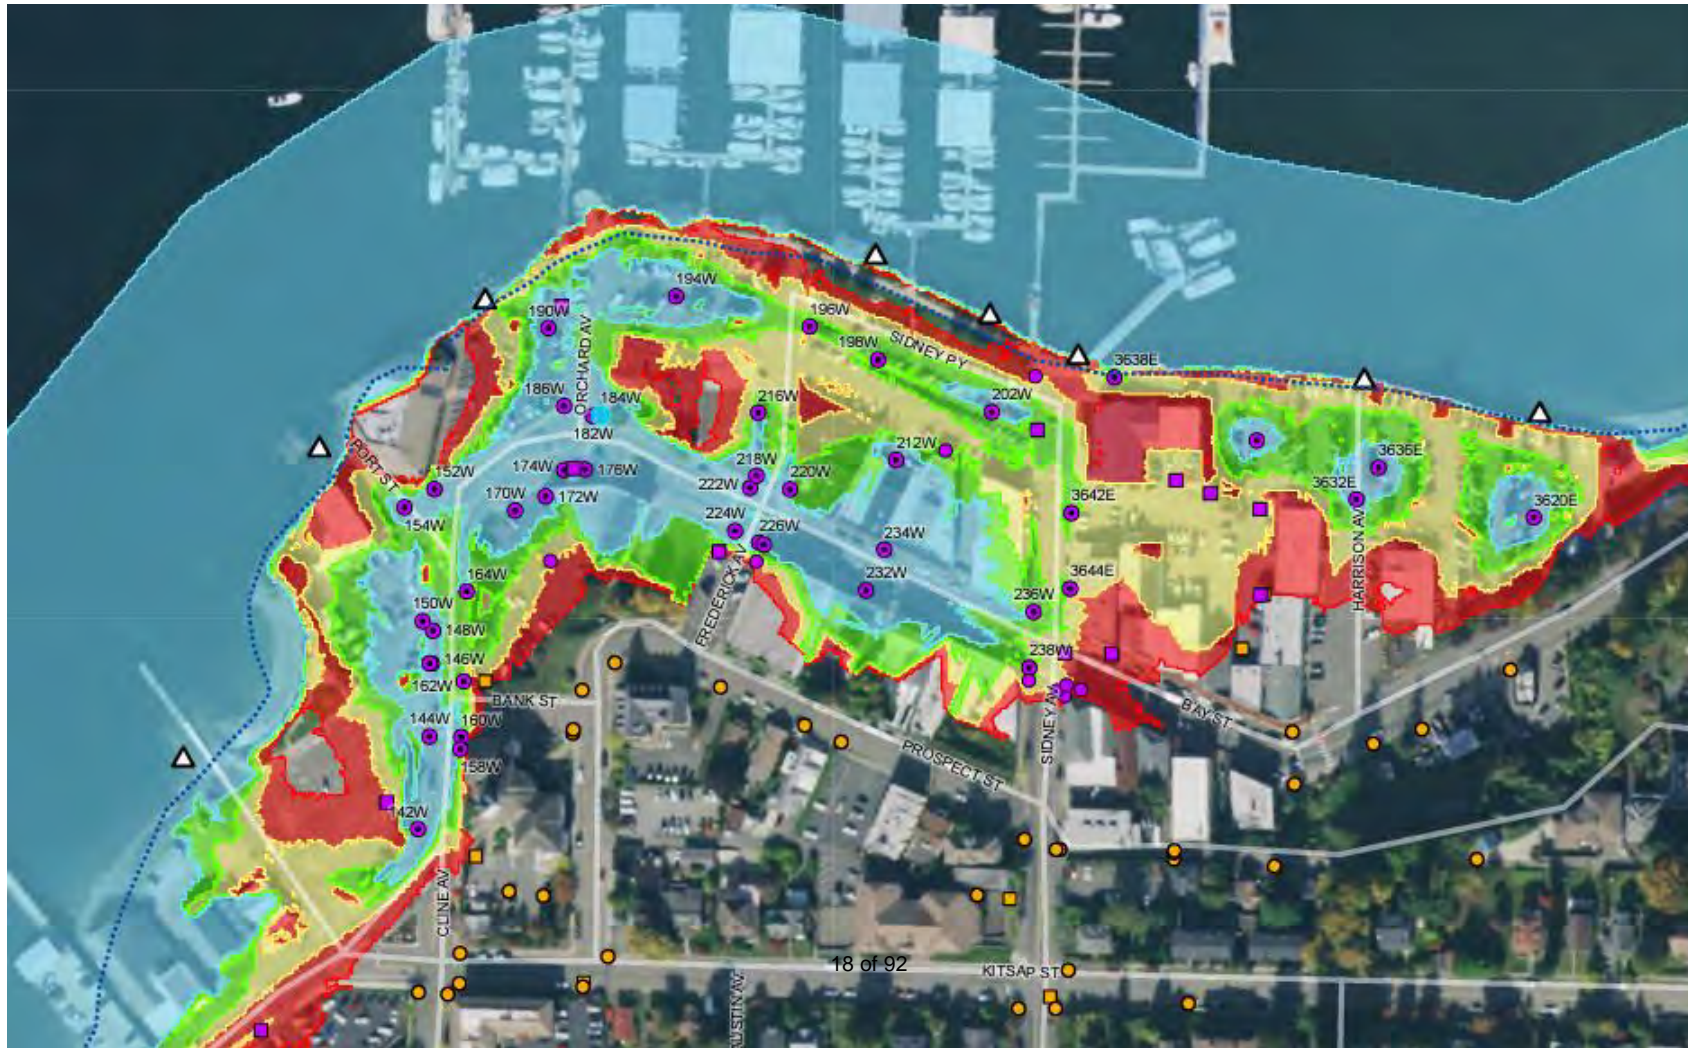 194W
190W
196W
ORCHARD AV
SIDNEY PY
198W
3638E
186W
184W
216W
202W
182W
212W
PORT ST
152W
174W
176W
218W
220W
3636E
222W
3632E
170W
172W
3642E
3620E
154W
224W
226W
234W
HARRISON AV
FREDERICK AV
164W
232W
3644E
150W
148W
236W
146W
162W
238W
BANK ST
144W
160W
SIDNEY AV
BAY ST
PROSPECT ST
158W
142W
CLINE AV
18 of 92
KITSAP ST
AUSTIN AV